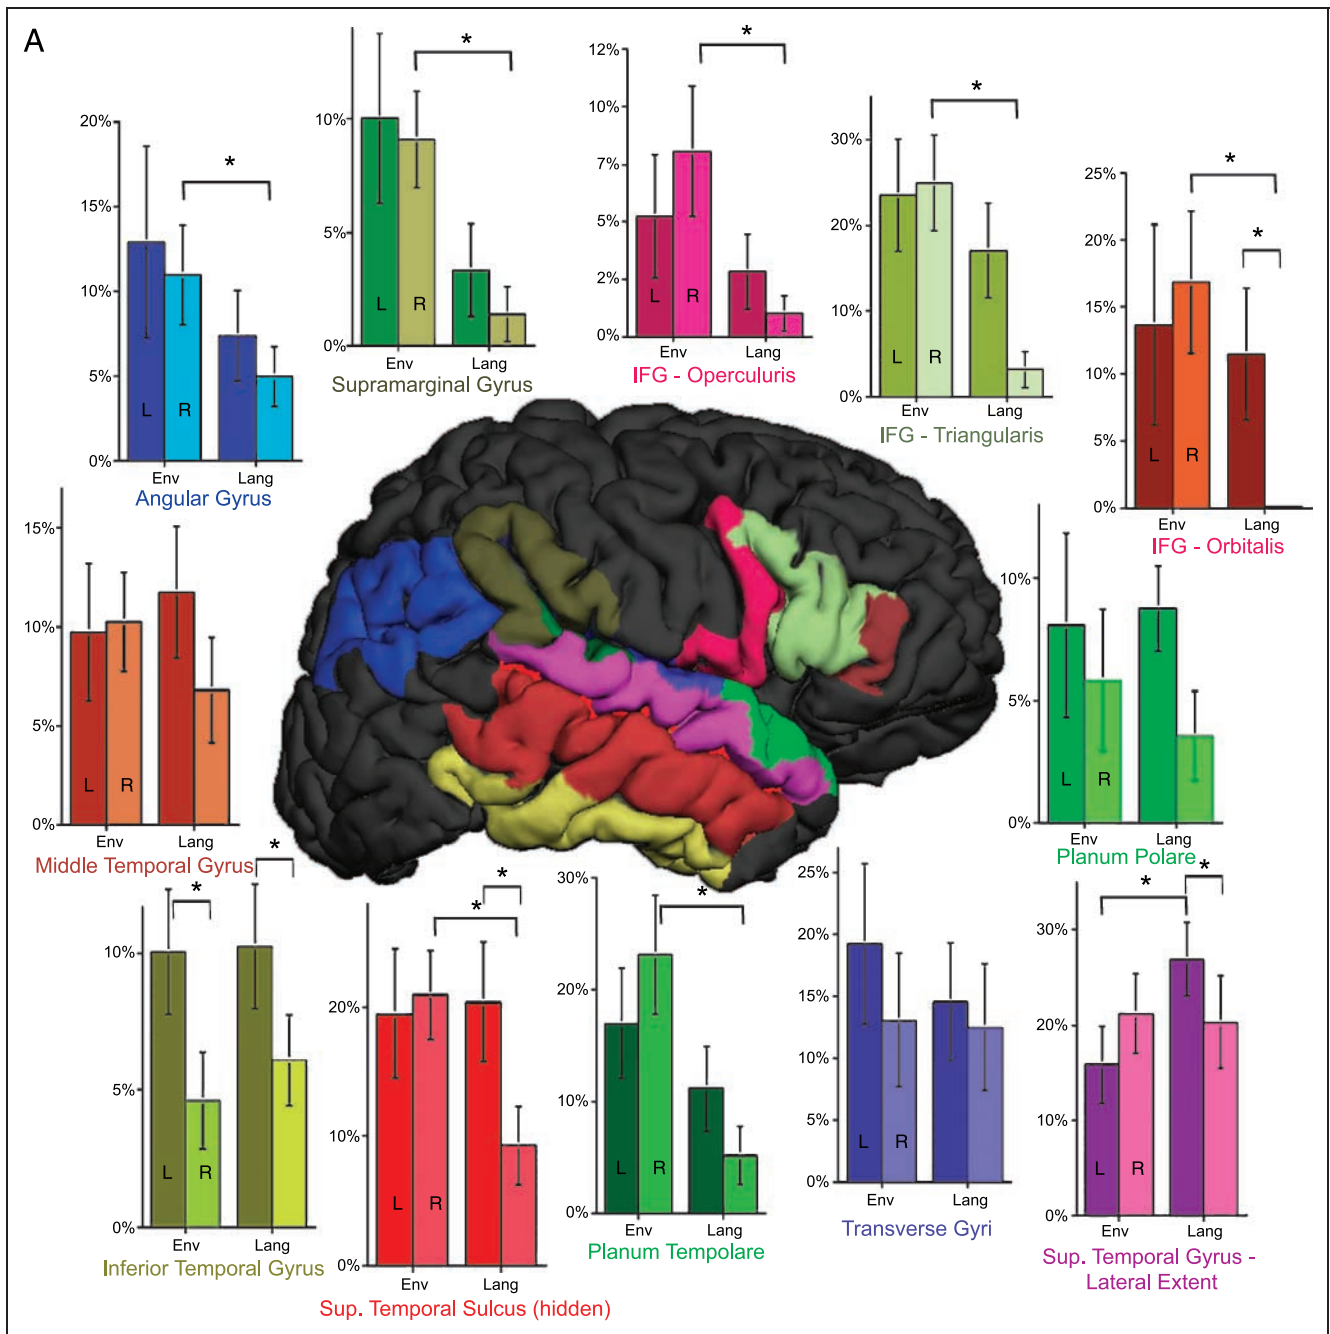 A
*
*
*
12%
10%
7%
5%
2%
0%
L
R
Env
Lang
IFG - Operculuris
10%
5%
0%
L
R
Env
Lang
Supramarginal Gyrus
*
20%
15%
10%
5%
0%
L
R
Env
Lang
Angular Gyrus
30%
20%
10%
0%
L
R
Env
Lang
IFG - Triangularis
*
*
25%
20%
15%
10%
5%
0%
L
R
Env
Lang
IFG - Orbitalis
15%
10%
5%
0%
L
R
Env
Lang
Middle Temporal Gyrus
10%
5%
0%
L
R
Env
Lang
Planum Polare
*
*
10%
5%
0%
L
R
Env
Lang
Inferior Temporal Gyrus
*
*
20%
10%
0%
L
R
Env
Lang
Sup. Temporal Sulcus (hidden)
*
30%
20%
10%
0%
L
R
Env
Lang
Planum Tempolare
25%
20%
15%
10%
5%
0%
L
R
Env
Lang
Transverse Gyri
*
*
30%
20%
10%
0%
L
R
Env
Lang
Sup. Temporal Gyrus -
Lateral Extent